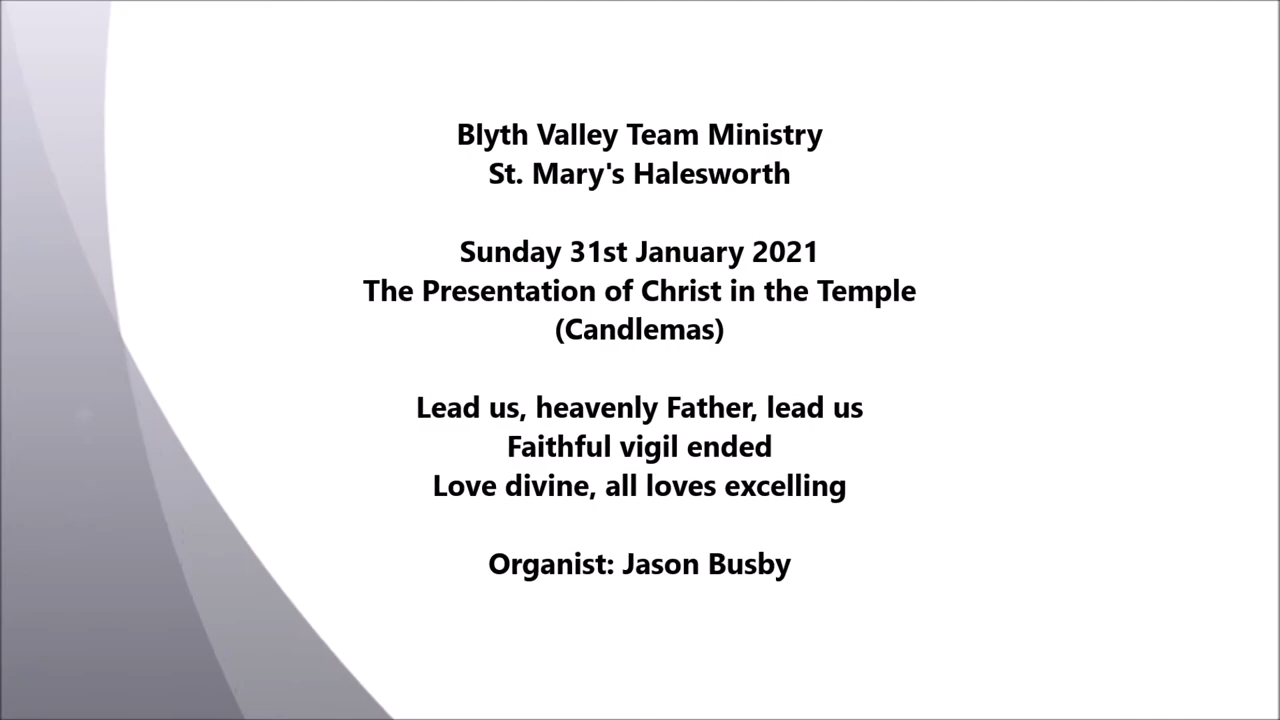 Blyth Valley Team Ministry
St. Mary's Halesworth
Sunday 31st January 2021
The Presentation of Christ in the Temple
(Candlemas)
Lead us, heavenly Father, lead us
Faithful vigil ended
Love divine, all loves excelling
Organist: Jason Busby